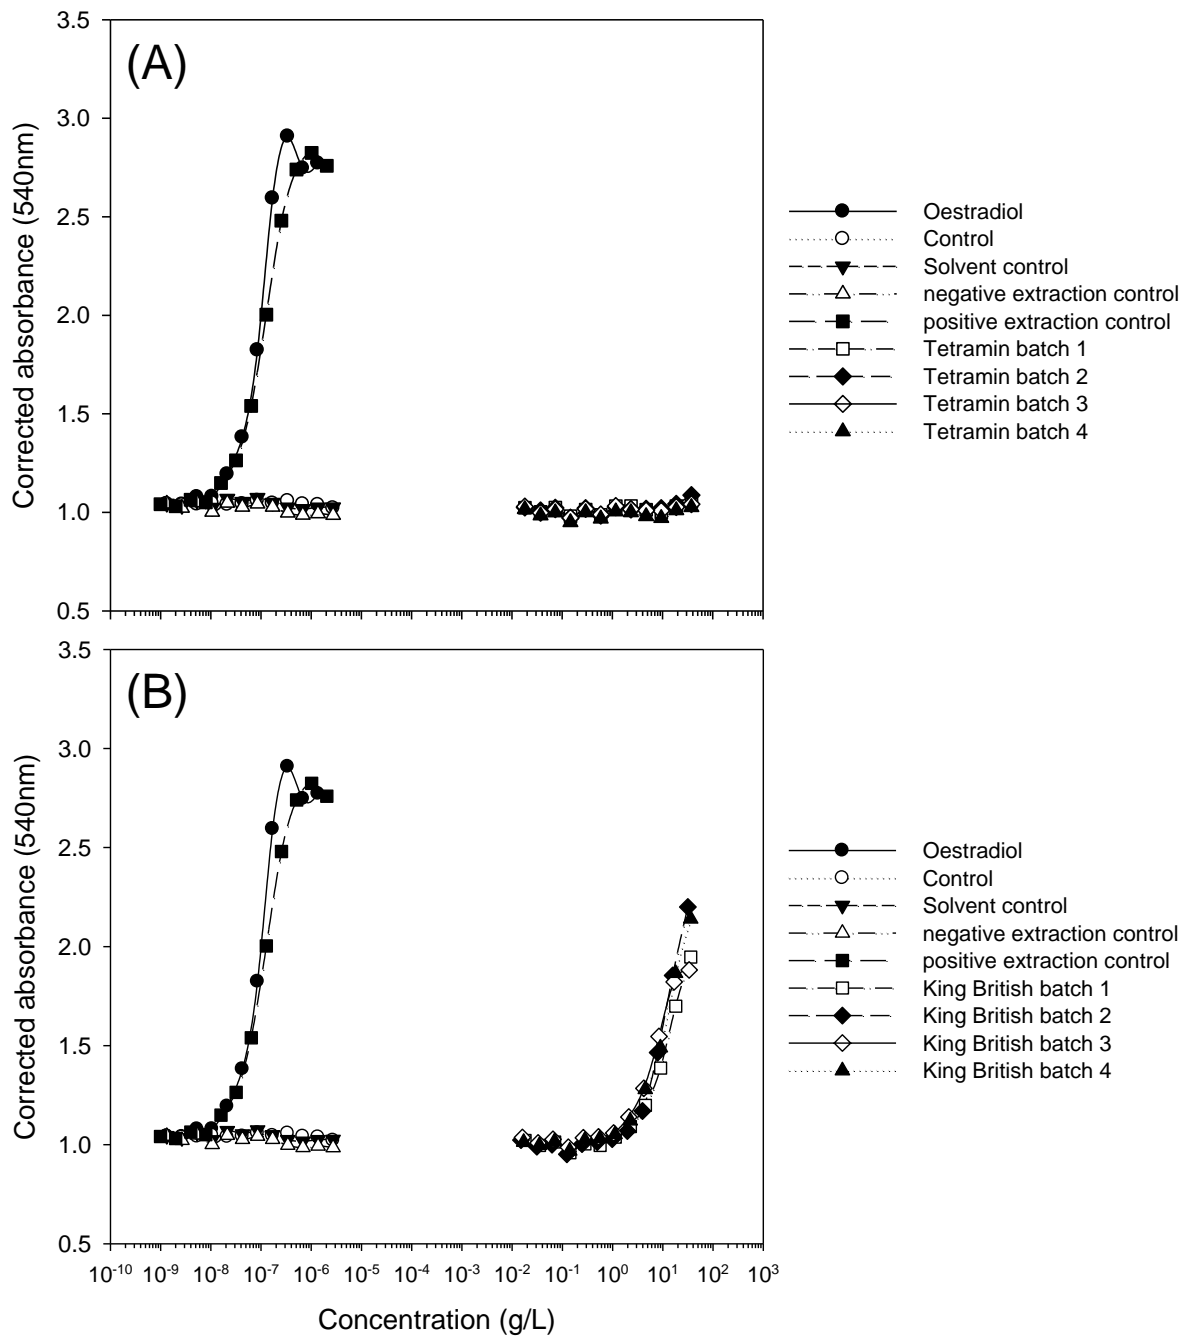 (A)
3.5
3.0
2.5
2.0
1.5
1.0
0.5
Corrected absorbance (540nm)
Oestradiol
Control
Solvent control
negative extraction control
positive extraction control
Tetramin batch 1
Tetramin batch 2
Tetramin batch 3
Tetramin batch 4
(B)
3.5
3.0
2.5
2.0
1.5
1.0
0.5
Corrected absorbance (540nm)
Oestradiol
Control
Solvent control
negative extraction control
positive extraction control
King British batch 1
King British batch 2
King British batch 3
King British batch 4
10⁻¹⁰ 10⁻⁹ 10⁻⁸ 10⁻⁷ 10⁻⁶ 10⁻⁵ 10⁻⁴ 10⁻³ 10⁻² 10⁻¹ 10⁰ 10¹ 10² 10³
Concentration (g/L)